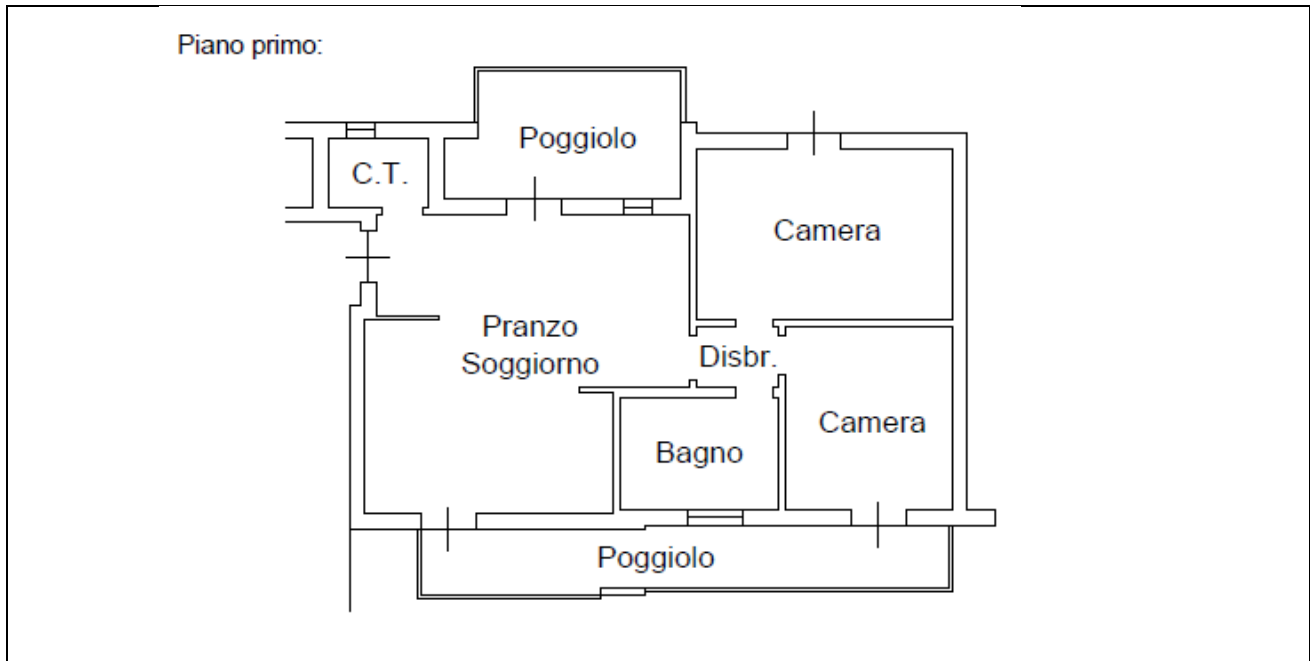 Piano primo:
Poggiolo
C.T.
Camera
Pranzo
Soggiorno
Disbr.
Camera
Bagno
Poggiolo